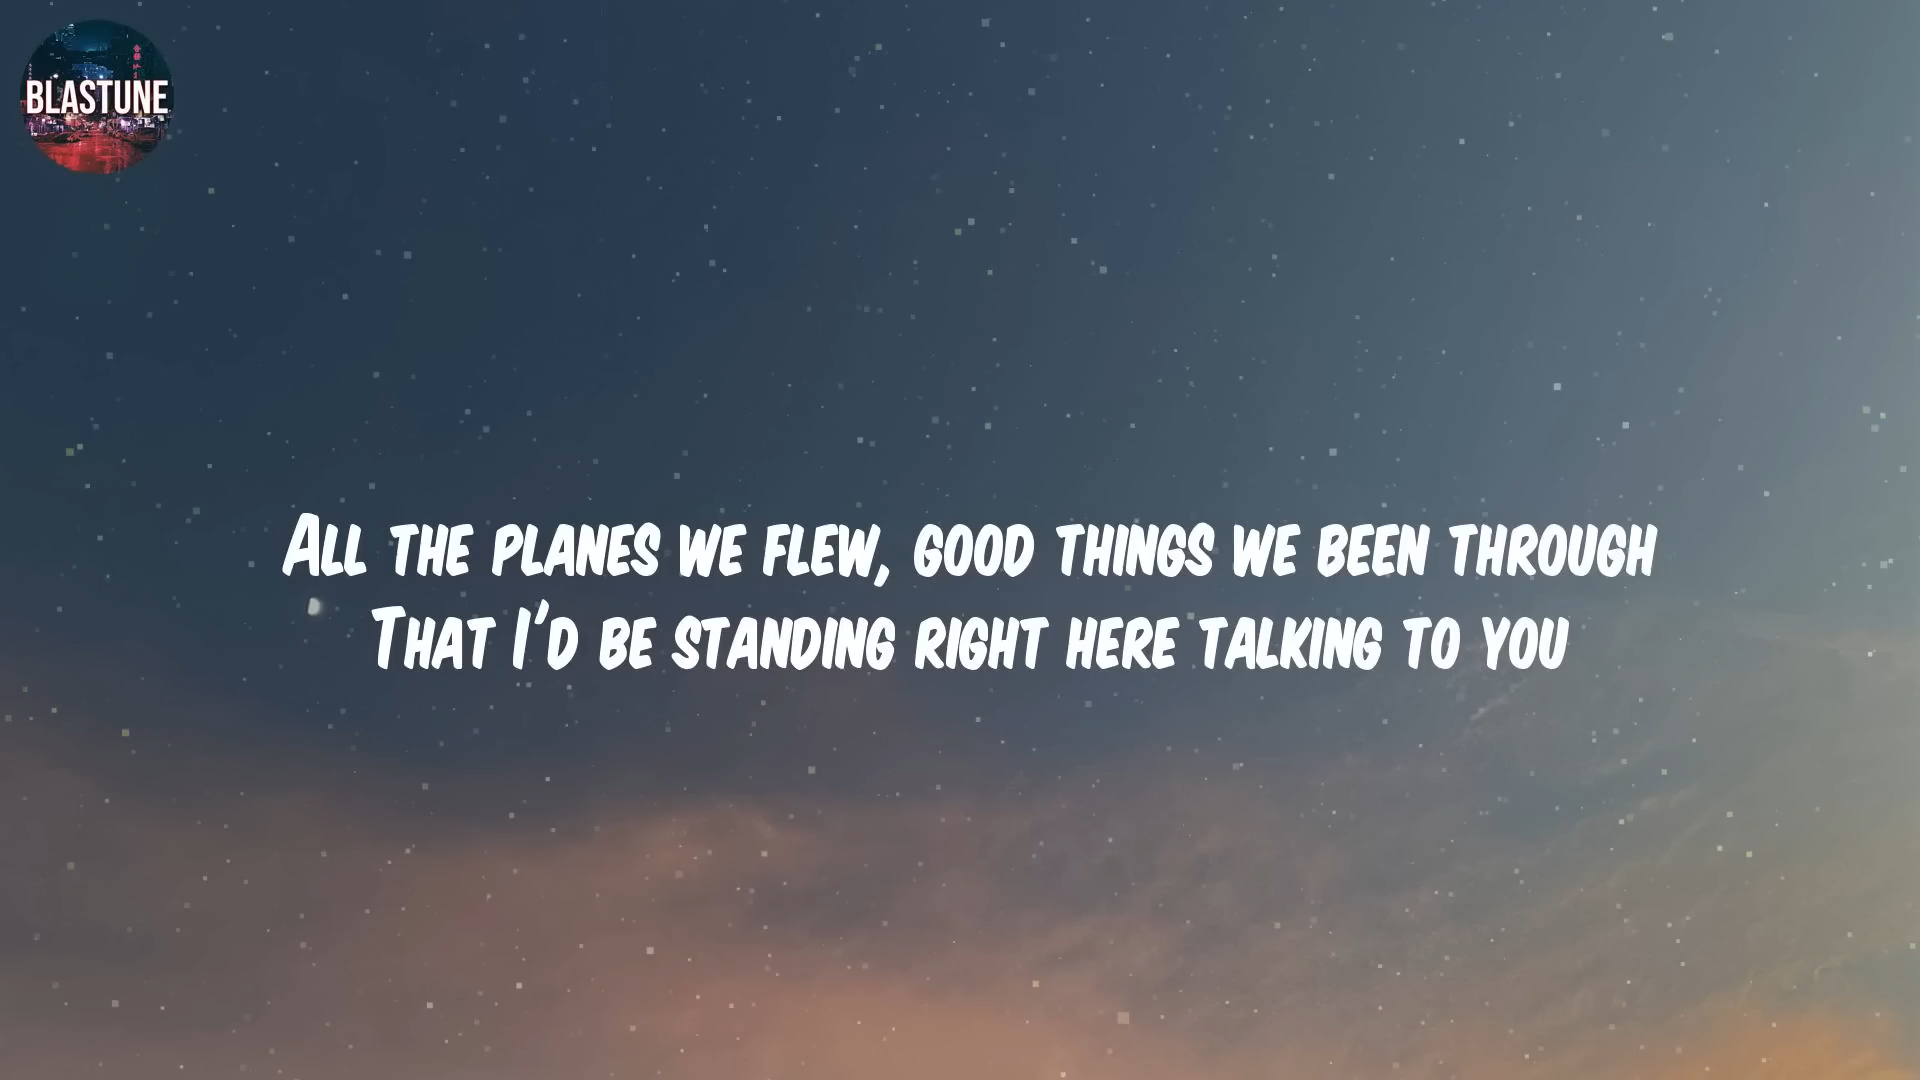 BLASTUNE
All the planes we flew, good things we been through
That I'd be standing right here talking to you